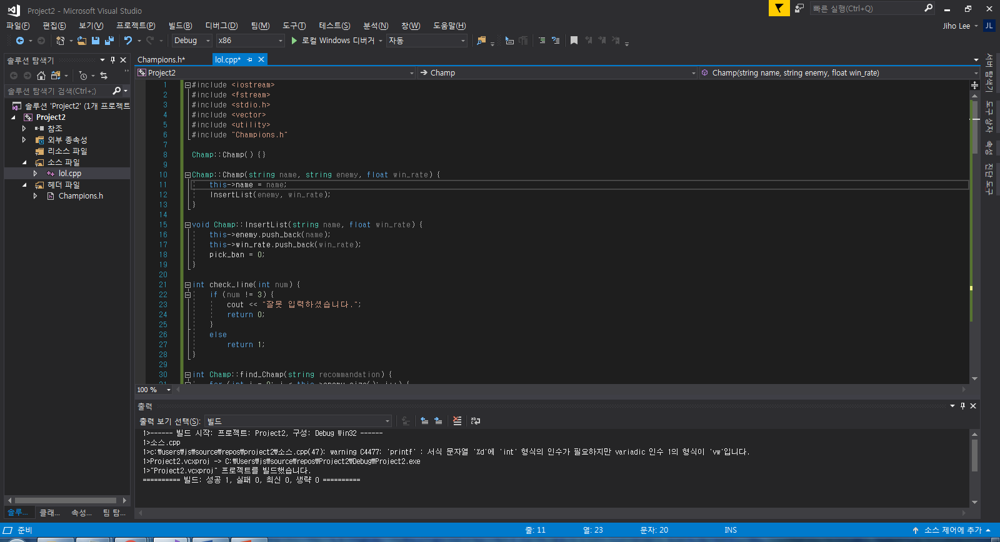 Project2 - Microsoft Visual Studio
빠른 실행(Ctrl+Q)
파일(F) 편집(E) 보기(V) 프로젝트(P) 빌드(B) 디버그(D) 팀(M) 도구(T) 테스트(S) 분석(N) 창(W) 도움말(H)
Jiho Lee JL
Debug x86 로컬 Windows 디버거 자동
솔루션 탐색기
솔루션 탐색기 검색(Ctrl+;)
솔루션 'Project2' (1개 프로젝트
Project2
참조
외부 종속성
리소스 파일
소스 파일
lol.cpp
헤더 파일
Champions.h
솔루... 클래... 속성... 팀 탐...
Champions.h* lol.cpp*
Project2 Champ Champ(string name, string enemy, float win_rate)
1 #include <iostream>
2 #include <fstream>
3 #include <stdio.h>
4 #include <vector>
5 #include <utility>
6 #include "Champions.h"
7
8 Champ::Champ() {}
9
10 Champ::Champ(string name, string enemy, float win_rate) {
11 this->name = name;
12 InsertList(enemy, win_rate);
13 }
14
15 void Champ::InsertList(string name, float win_rate) {
16 this->enemy.push_back(name);
17 this->win_rate.push_back(win_rate);
18 pick_ban = 0;
19 }
20
21 int check_line(int num) {
22 if (num != 3) {
23 cout << "잘못 입력하셨습니다.";
24 return 0;
25 }
26 else
27 return 1;
28 }
29
30 int Champ::find_Champ(string recommandation) {
31 for (int i = 0; i < this->enemy.size(); i++) {
100 %
서버 탐색기
도구 상자
속성
진단 도구
출력
출력 보기 선택(S): 빌드
1>------ 빌드 시작: 프로젝트: Project2, 구성: Debug Win32 ------
1>소스.cpp
1>c:₩users₩js₩source₩repos₩project2₩소스.cpp(47): warning C4477: 'printf' : 서식 문자열 '%d'에 'int' 형식의 인수가 필요하지만 variadic 인수 1의 형식이 'vw'입니다.
1>Project2.vcxproj -> C:₩Users₩js₩source₩repos₩Project2₩Debug₩Project2.exe
1>"Project2.vcxproj" 프로젝트를 빌드했습니다.
========== 빌드: 성공 1, 실패 0, 최신 0, 생략 0 ==========
준비 줄: 11 열: 23 문자: 20 INS 소스 제어에 추가